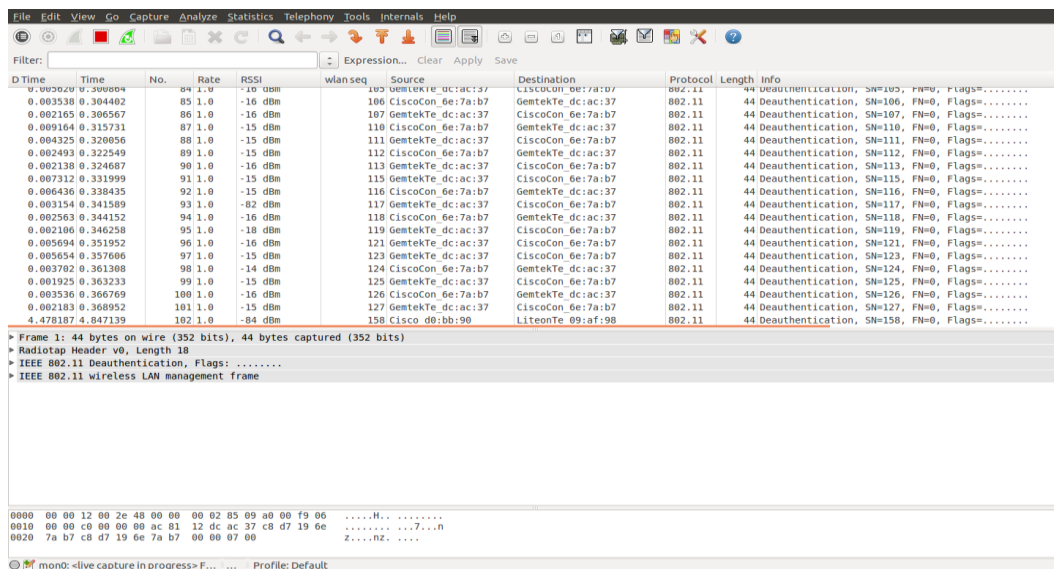 File Edit View Go Capture Analyze Statistics Telephony Tools Internals Help
Filter: Expression... Clear Apply Save
D Time Time No. Rate RSSI wlan seq Source Destination Protocol Length Info
0.005620 0.300864 84 1.0 -16 dBm 105 GemtekTe_dc:ac:37 CiscoCon_6e:7a:b7 802.11 44 Deauthentication, SN=105, FN=0, Flags=........
0.003538 0.304402 85 1.0 -16 dBm 106 CiscoCon_6e:7a:b7 GemtekTe_dc:ac:37 802.11 44 Deauthentication, SN=106, FN=0, Flags=........
0.002165 0.306567 86 1.0 -16 dBm 107 GemtekTe_dc:ac:37 CiscoCon_6e:7a:b7 802.11 44 Deauthentication, SN=107, FN=0, Flags=........
0.009164 0.315731 87 1.0 -15 dBm 110 CiscoCon_6e:7a:b7 GemtekTe_dc:ac:37 802.11 44 Deauthentication, SN=110, FN=0, Flags=........
0.004325 0.320056 88 1.0 -15 dBm 111 GemtekTe_dc:ac:37 CiscoCon_6e:7a:b7 802.11 44 Deauthentication, SN=111, FN=0, Flags=........
0.002493 0.322549 89 1.0 -15 dBm 112 CiscoCon_6e:7a:b7 GemtekTe_dc:ac:37 802.11 44 Deauthentication, SN=112, FN=0, Flags=........
0.002138 0.324687 90 1.0 -16 dBm 113 GemtekTe_dc:ac:37 CiscoCon_6e:7a:b7 802.11 44 Deauthentication, SN=113, FN=0, Flags=........
0.007312 0.331999 91 1.0 -15 dBm 115 GemtekTe_dc:ac:37 CiscoCon_6e:7a:b7 802.11 44 Deauthentication, SN=115, FN=0, Flags=........
0.006436 0.338435 92 1.0 -15 dBm 116 CiscoCon_6e:7a:b7 GemtekTe_dc:ac:37 802.11 44 Deauthentication, SN=116, FN=0, Flags=........
0.003154 0.341589 93 1.0 -82 dBm 117 GemtekTe_dc:ac:37 CiscoCon_6e:7a:b7 802.11 44 Deauthentication, SN=117, FN=0, Flags=........
0.002563 0.344152 94 1.0 -16 dBm 118 CiscoCon_6e:7a:b7 GemtekTe_dc:ac:37 802.11 44 Deauthentication, SN=118, FN=0, Flags=........
0.002106 0.346258 95 1.0 -18 dBm 119 GemtekTe_dc:ac:37 CiscoCon_6e:7a:b7 802.11 44 Deauthentication, SN=119, FN=0, Flags=........
0.005694 0.351952 96 1.0 -16 dBm 121 GemtekTe_dc:ac:37 CiscoCon_6e:7a:b7 802.11 44 Deauthentication, SN=121, FN=0, Flags=........
0.005654 0.357606 97 1.0 -15 dBm 123 GemtekTe_dc:ac:37 CiscoCon_6e:7a:b7 802.11 44 Deauthentication, SN=123, FN=0, Flags=........
0.003702 0.361308 98 1.0 -14 dBm 124 CiscoCon_6e:7a:b7 GemtekTe_dc:ac:37 802.11 44 Deauthentication, SN=124, FN=0, Flags=........
0.001925 0.363233 99 1.0 -15 dBm 125 GemtekTe_dc:ac:37 CiscoCon_6e:7a:b7 802.11 44 Deauthentication, SN=125, FN=0, Flags=........
0.003536 0.366769 100 1.0 -16 dBm 126 CiscoCon_6e:7a:b7 GemtekTe_dc:ac:37 802.11 44 Deauthentication, SN=126, FN=0, Flags=........
0.002183 0.368952 101 1.0 -15 dBm 127 GemtekTe_dc:ac:37 CiscoCon_6e:7a:b7 802.11 44 Deauthentication, SN=127, FN=0, Flags=........
4.478187 4.847139 102 1.0 -84 dBm 158 Cisco_d0:bb:90 LiteonTe_09:af:98 802.11 44 Deauthentication, SN=158, FN=0, Flags=........
Frame 1: 44 bytes on wire (352 bits), 44 bytes captured (352 bits)
Radiotap Header v0, Length 18
IEEE 802.11 Deauthentication, Flags: ........
IEEE 802.11 wireless LAN management frame
0000 00 00 12 00 2e 48 00 00 00 02 85 09 a0 00 f9 06 .....H.. ........
0010 00 00 c0 00 00 00 ac 81 12 dc ac 37 c8 d7 19 6e ........ ...7...n
0020 7a b7 c8 d7 19 6e 7a b7 00 00 07 00 z....nz. ....
mon0: <live capture in progress> F... ... Profile: Default